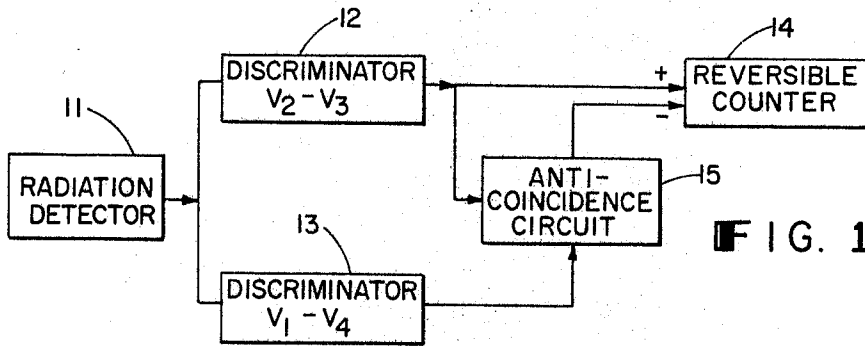 12
DISCRIMINATOR
V2 - V3
14
+
-
REVERSIBLE
COUNTER
11
RADIATION
DETECTOR
ANTI-
COINCIDENCE
CIRCUIT
15
13
DISCRIMINATOR
V1 - V4
FIG. 1